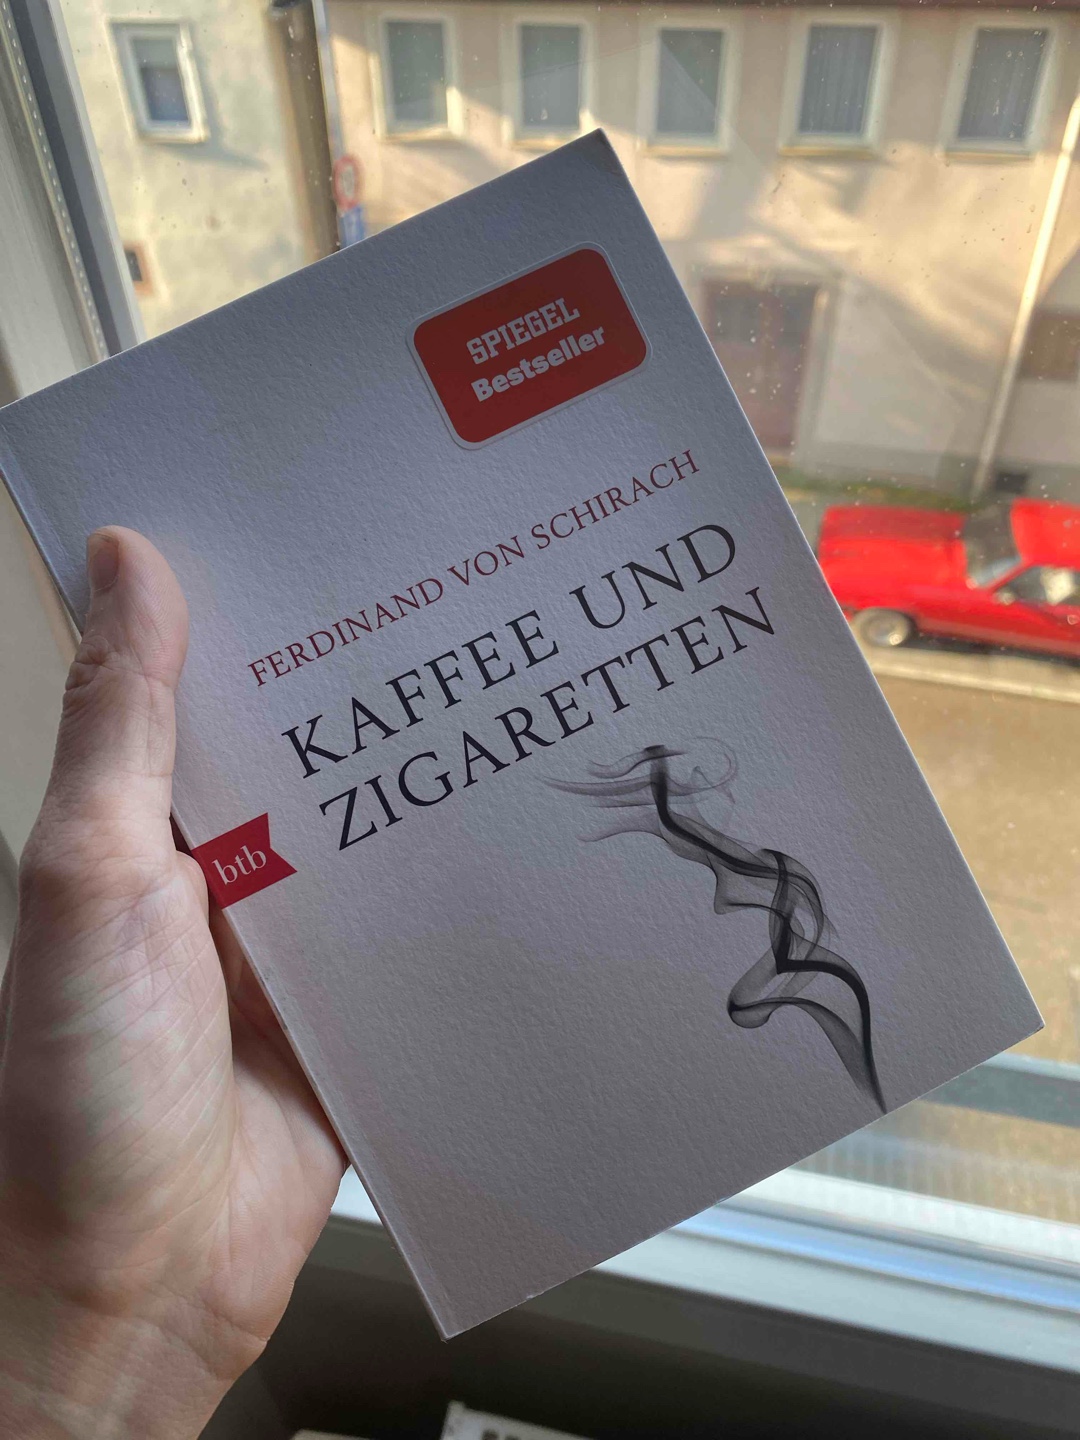 SPIEGEL
Bestseller
FERDINAND VON SCHIRACH
KAFFEE UND
ZIGARETTEN
btb